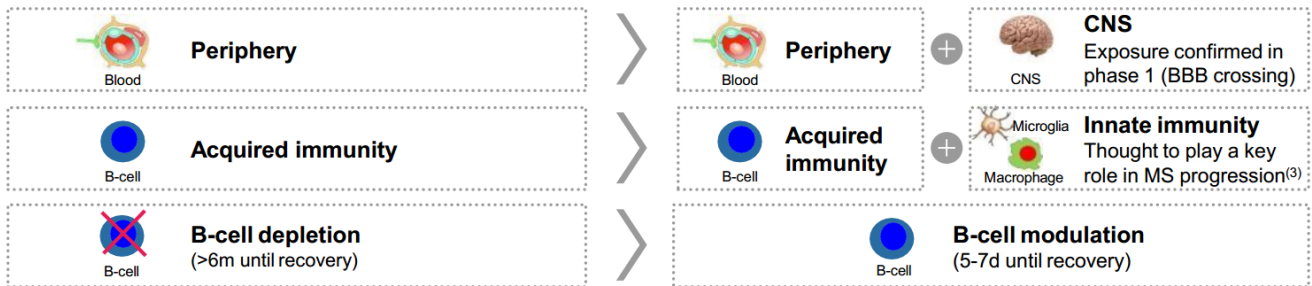 Periphery
Blood
Periphery
Blood
CNS
CNS
Exposure confirmed in
phase 1 (BBB crossing)
Acquired immunity
B-cell
Acquired
immunity
B-cell
Microglia
Macrophage
Innate immunity
Thought to play a key
role in MS progression(3)
B-cell depletion
(>6m until recovery)
B-cell
B-cell modulation
(5-7d until recovery)
B-cell